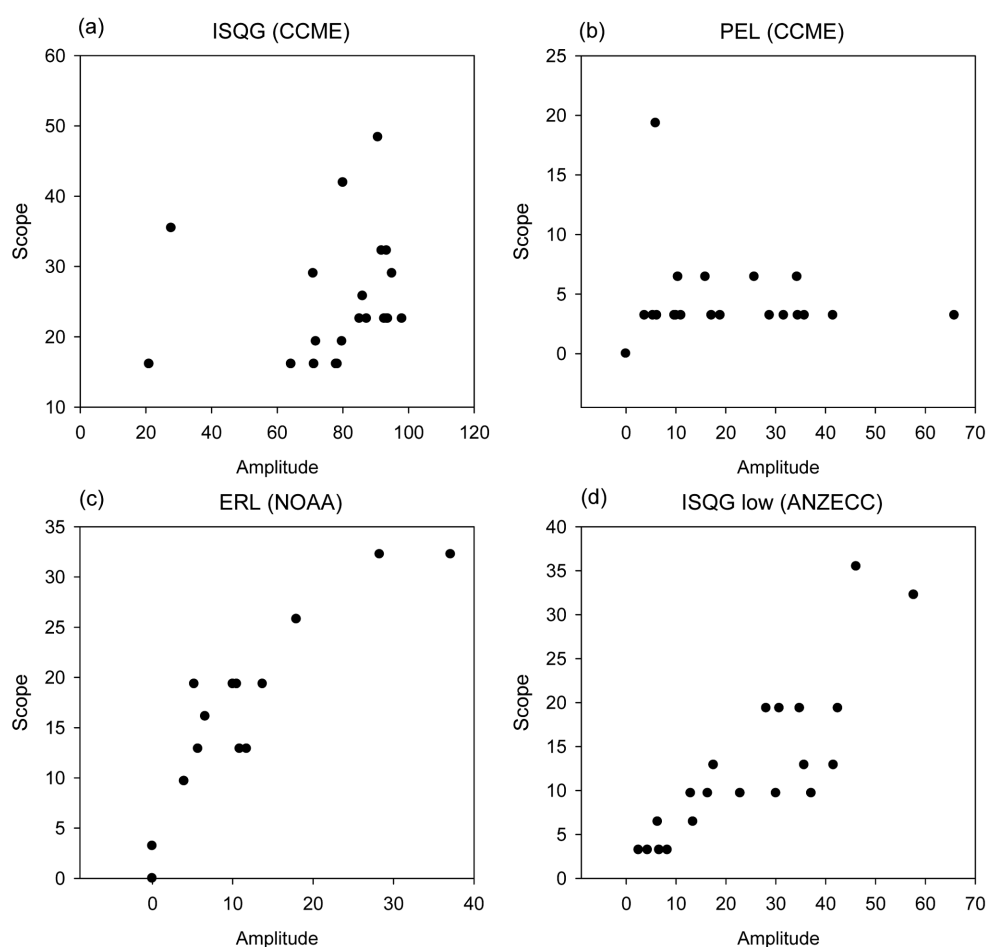 (a) ISQG (CCME)
60
50
40
30
20
10
Scope
0 20 40 60 80 100 120
Amplitude
(b) PEL (CCME)
25
20
15
10
5
0
Scope
0 10 20 30 40 50 60 70
Amplitude
(c) ERL (NOAA)
35
30
25
20
15
10
5
0
Scope
0 10 20 30 40
Amplitude
(d) ISQG low (ANZECC)
40
35
30
25
20
15
10
5
0
Scope
0 10 20 30 40 50 60 70
Amplitude